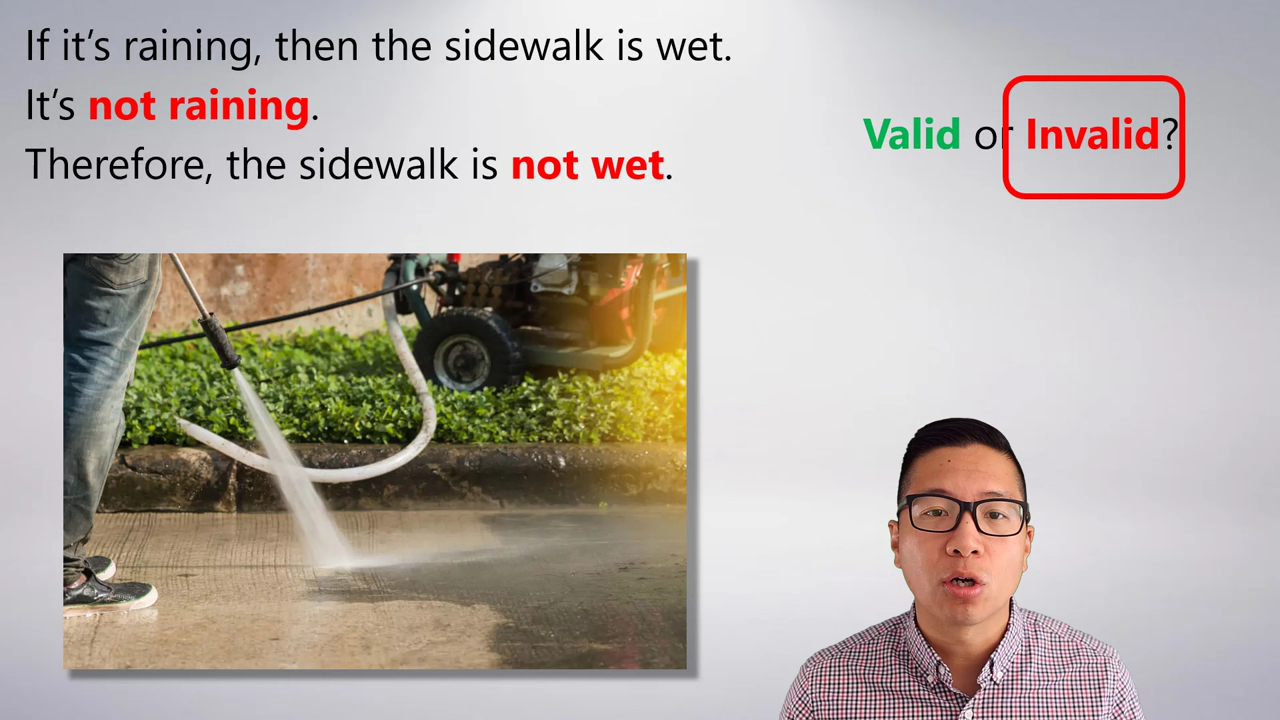 If it's raining, then the sidewalk is wet.
It's not raining.
Therefore, the sidewalk is not wet.
Valid or Invalid?